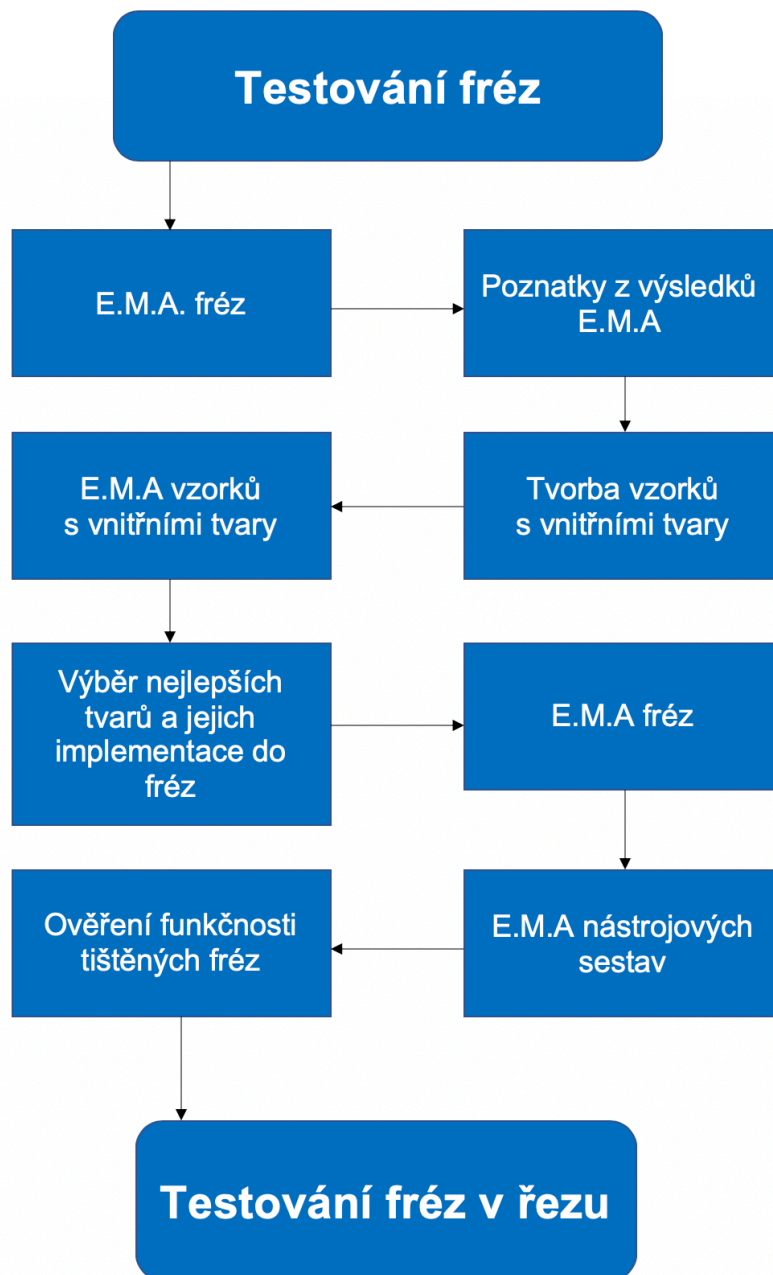 Testování fréz
E.M.A. fréz
Poznatky z výsledků
E.M.A
Tvorba vzorků
s vnitřními tvary
E.M.A vzorků
s vnitřními tvary
Výběr nejlepších
tvarů a jejich
implementace do
fréz
E.M.A fréz
E.M.A nástrojových
sestav
Ověření funkčnosti
tištěných fréz
Testování fréz v řezu